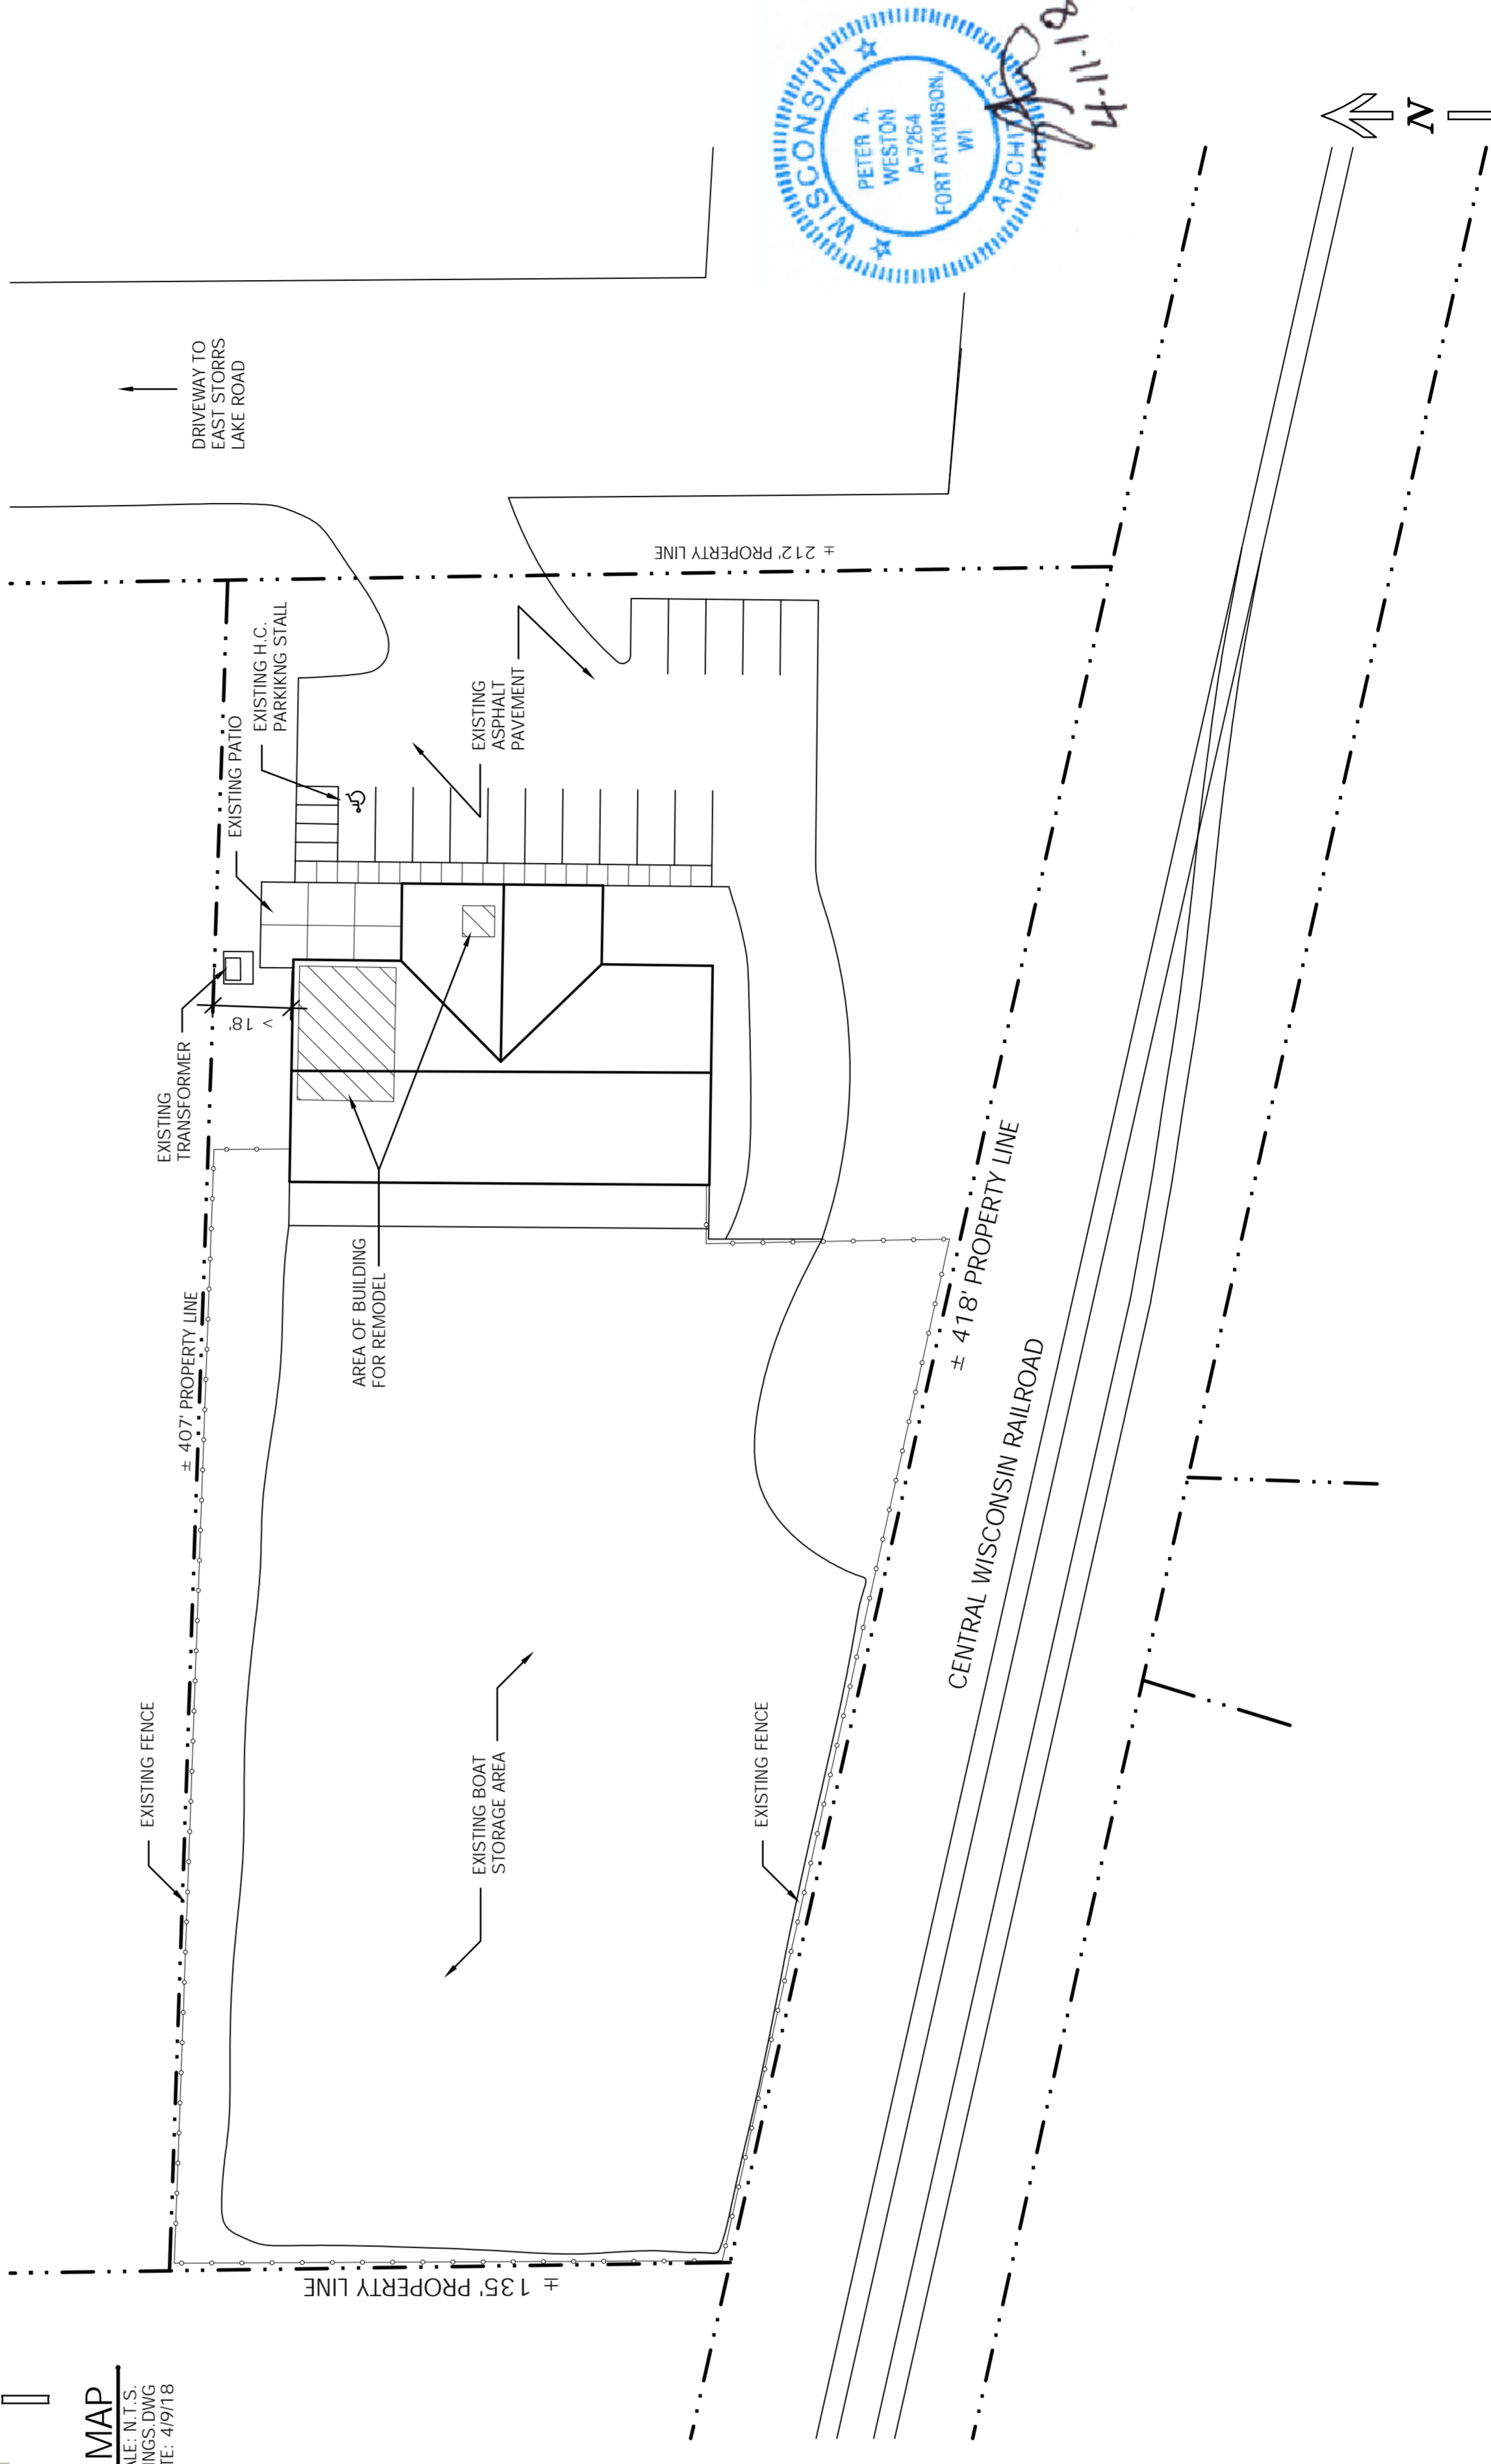 DRIVEWAY TO
EAST STORRS
LAKE ROAD
± 212' PROPERTY LINE
EXISTING H.C.
PARKIKNG STALL
EXISTING PATIO
EXISTING
ASPHALT
PAVEMENT
EXISTING
TRANSFORMER
> 18'
AREA OF BUILDING
FOR REMODEL
± 407' PROPERTY LINE
± 418' PROPERTY LINE
CENTRAL WISCONSIN RAILROAD
EXISTING FENCE
EXISTING BOAT
STORAGE AREA
EXISTING FENCE
± 135' PROPERTY LINE
MAP
N.T.S.
NGS.DWG
4/9/18
WISCONSIN
PETER A.
WESTON
A-7264
FORT ATKINSON,
WI
ARCHITECT
4-11-18
N